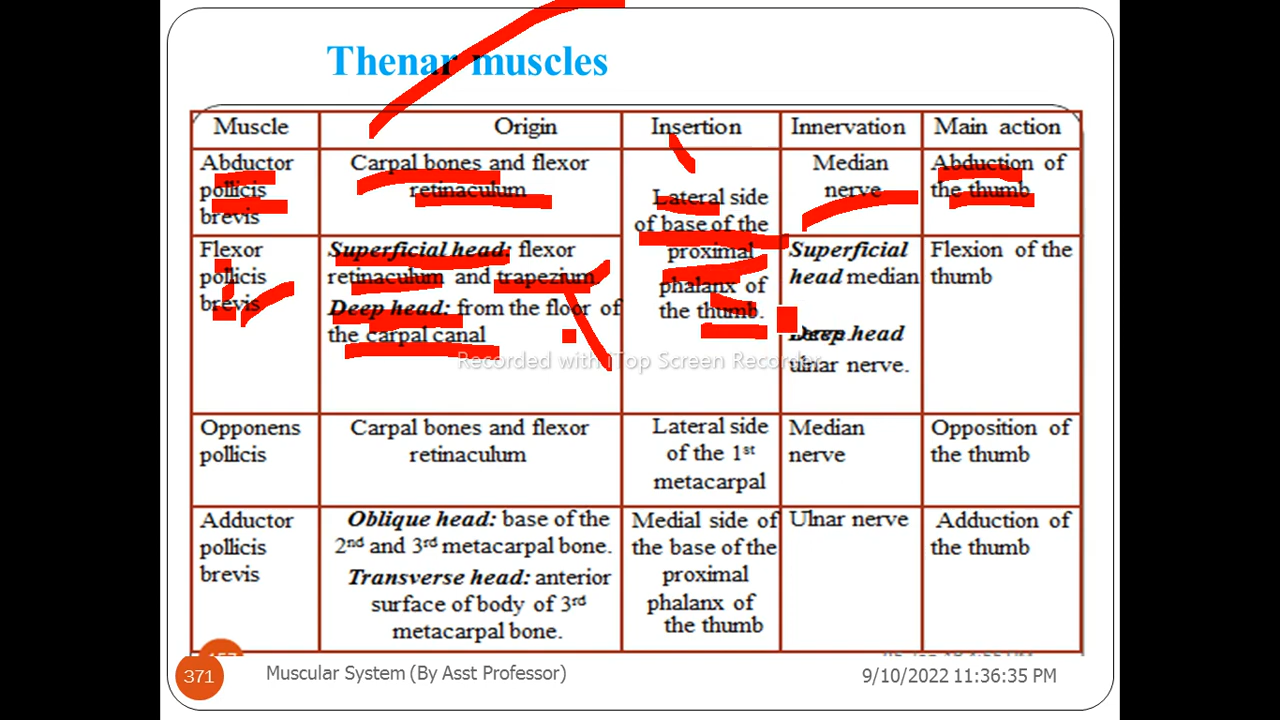 Thenar muscles
Muscle
Origin
Insertion
Innervation
Main action
Abductor
pollicis
brevis
Carpal bones and flexor
retinaculum
Lateral side
of base of the
proximal
phalanx of
the thumb.
Median
nerve
Abduction of
the thumb
Flexor
pollicis
brevis
Superficial head: flexor
retinaculum and trapezium
Deep head: from the floor of
the carpal canal
Superficial
head median
Deep head
ulnar nerve.
Flexion of the
thumb
Opponens
pollicis
Carpal bones and flexor
retinaculum
Lateral side
of the 1st
metacarpal
Median
nerve
Opposition of
the thumb
Adductor
pollicis
brevis
Oblique head: base of the
2nd and 3rd metacarpal bone.
Transverse head: anterior
surface of body of 3rd
metacarpal bone.
Medial side of
the base of the
proximal
phalanx of
the thumb
Ulnar nerve
Adduction of
the thumb
Recorded with iTop Screen Recorder
371
Muscular System (By Asst Professor)
9/10/2022 11:36:35 PM